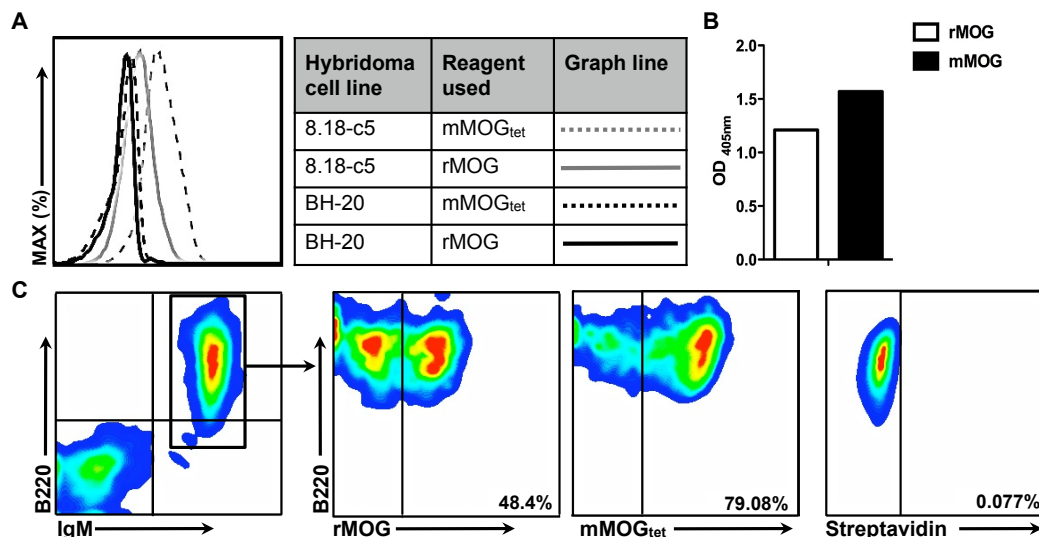 A
MAX (%)
Hybridoma cell line
Reagent used
Graph line
8.18-c5
mMOGtet
8.18-c5
rMOG
BH-20
mMOGtet
BH-20
rMOG
B
rMOG
mMOG
OD 405nm
2.0
1.5
1.0
0.5
0.0
C
B220
IgM
B220
48.4%
rMOG
79.08%
mMOGtet
0.077%
Streptavidin